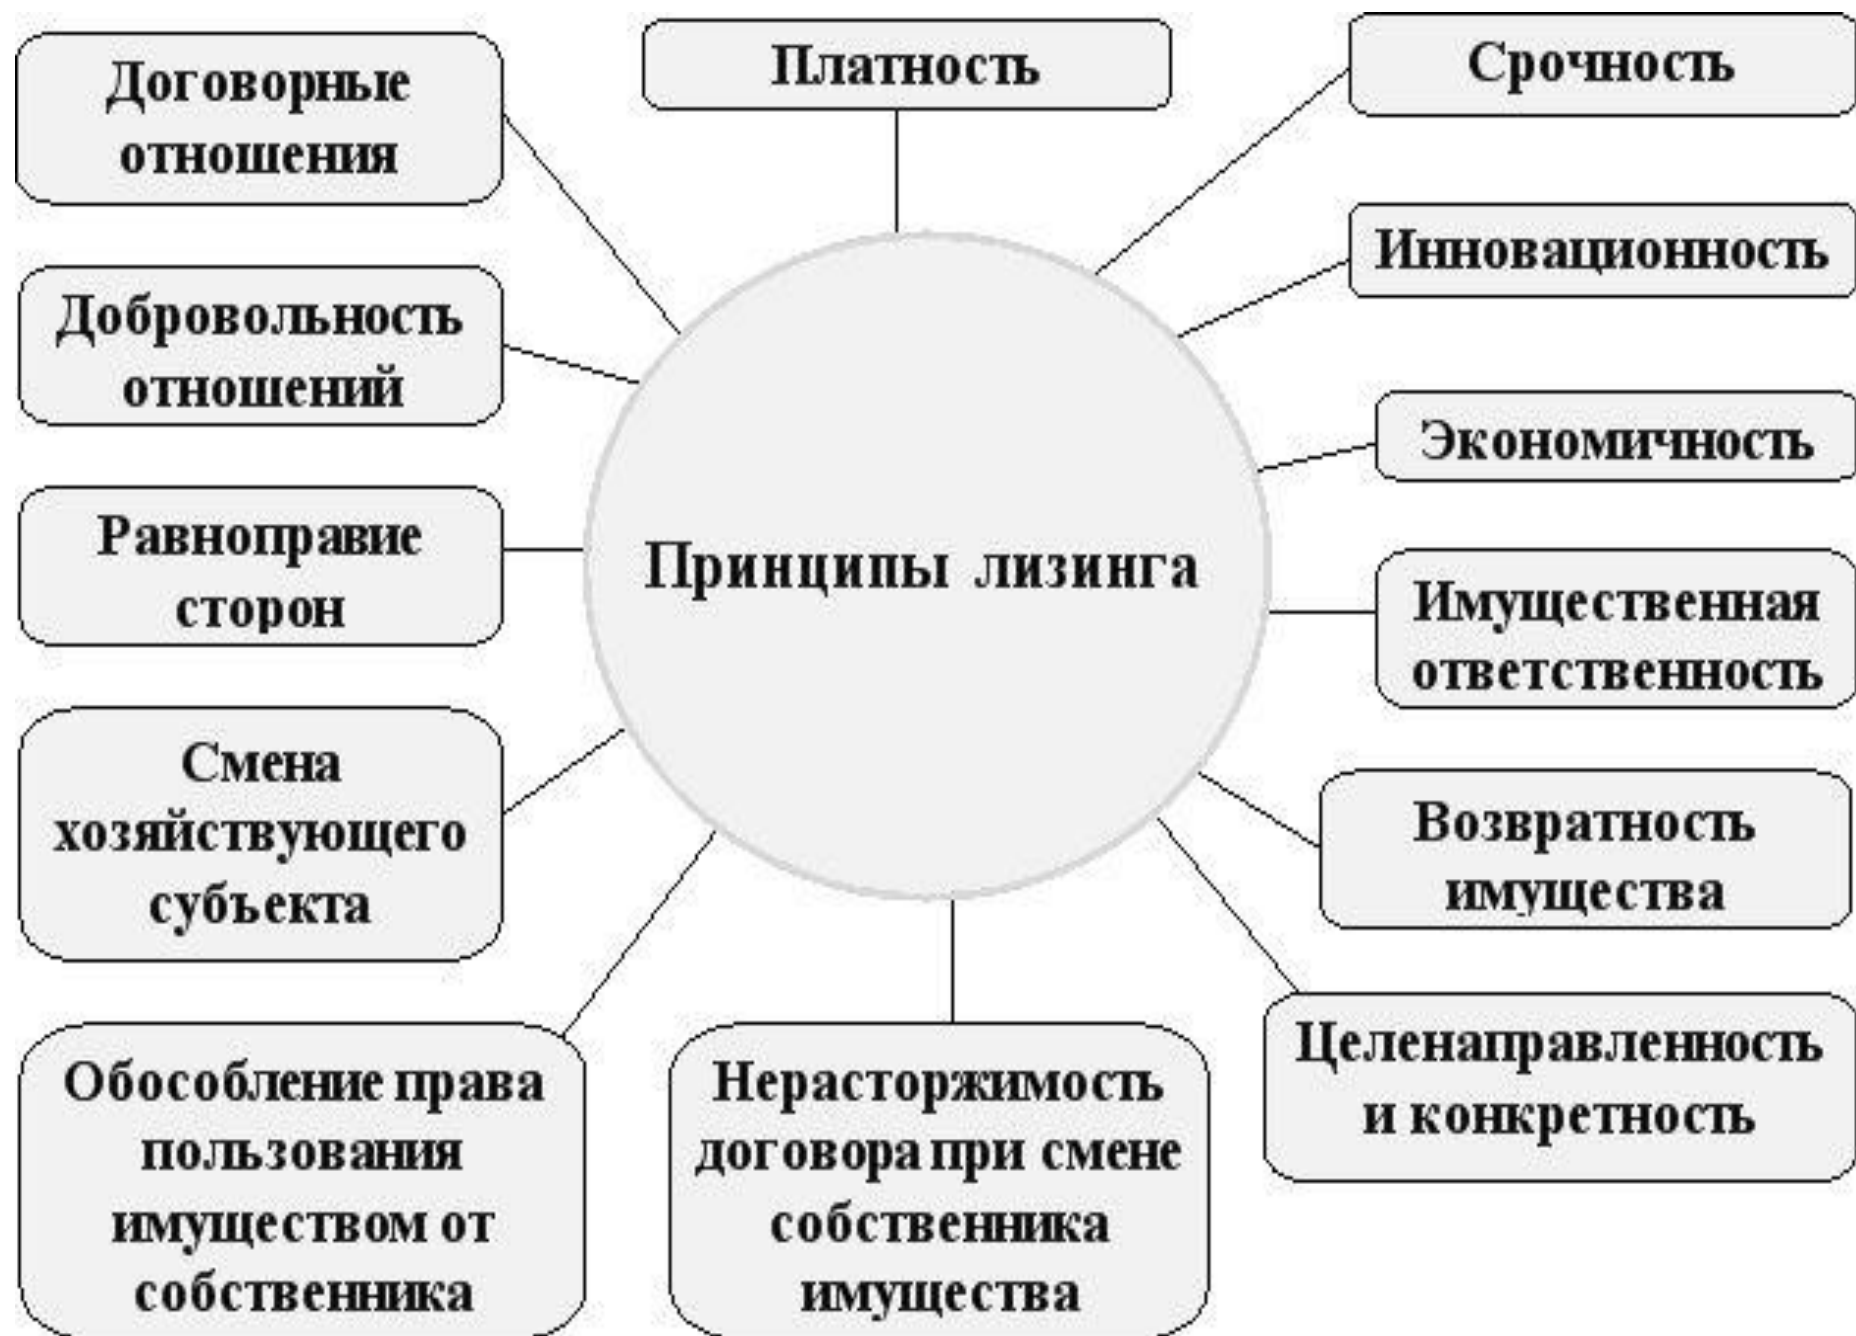 Договорные
отношения
Платность
Срочность
Инновационность
Добровольность
отношений
Экономичность
Равноправие
сторон
Принципы лизинга
Имущественная
ответственность
Смена
хозяйствующего
субъекта
Возвратность
имущества
Обособление права
пользования
имуществом от
собственника
Нерасторжимость
договора при смене
собственника
имущества
Целенаправленность
и конкретность